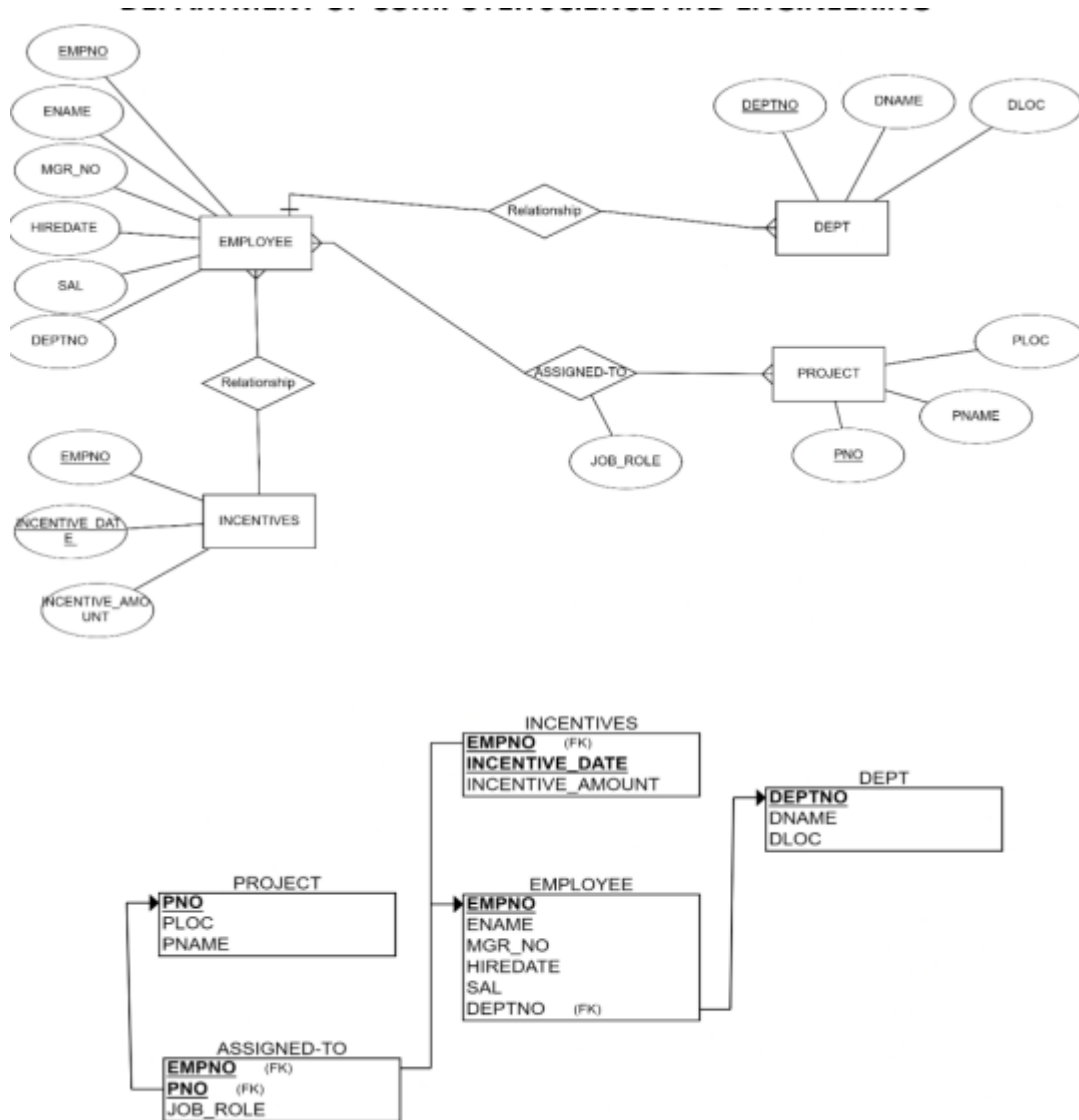 EMPNO
ENAME
MGR_NO
HIREDATE
SAL
DEPTNO
EMPLOYEE
Relationship
DEPTNO
DNAME
DLOC
DEPT
Relationship
ASSIGNED-TO
JOB_ROLE
PROJECT
PLOC
PNAME
PNO
EMPNO
INCENTIVE_DAT
E
INCENTIVE_AMO
UNT
INCENTIVES
INCENTIVES
EMPNO (FK)
INCENTIVE_DATE
INCENTIVE_AMOUNT
DEPT
DEPTNO
DNAME
DLOC
PROJECT
PNO
PLOC
PNAME
EMPLOYEE
EMPNO
ENAME
MGR_NO
HIREDATE
SAL
DEPTNO (FK)
ASSIGNED-TO
EMPNO (FK)
PNO (FK)
JOB_ROLE